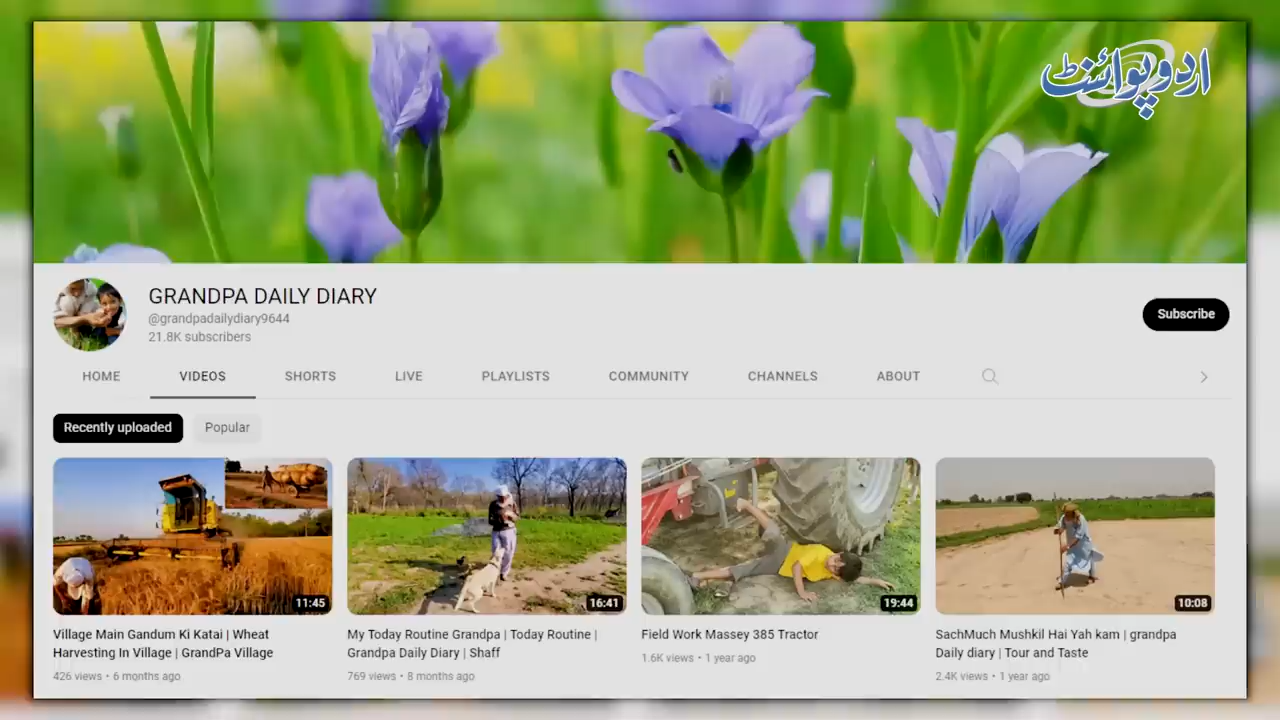 اردو پوائنٹ
GRANDPA DAILY DIARY
@grandpadailydiary9644
21.8K subscribers
Subscribe
HOME VIDEOS SHORTS LIVE PLAYLISTS COMMUNITY CHANNELS ABOUT
Recently uploaded Popular
11:45
Village Main Gandum Ki Katai | Wheat
Harvesting In Village | GrandPa Village
426 views • 6 months ago
16:41
My Today Routine Grandpa | Today Routine |
Grandpa Daily Diary | Shaff
769 views • 8 months ago
19:44
Field Work Massey 385 Tractor
1.6K views • 1 year ago
10:08
SachMuch Mushkil Hai Yah kam | grandpa
Daily diary | Tour and Taste
2.4K views • 1 year ago